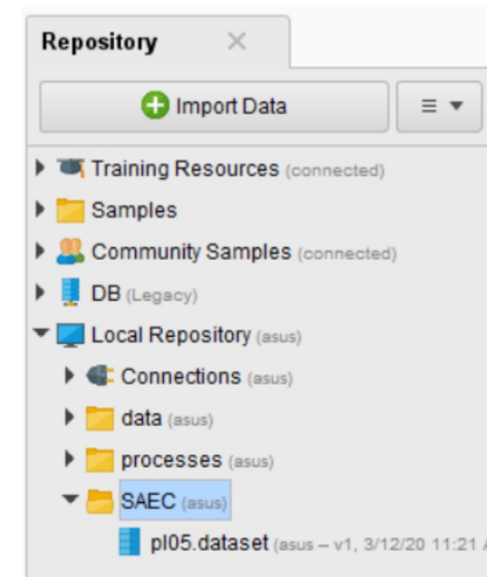 Repository
Import Data
Training Resources (connected)
Samples
Community Samples (connected)
DB (Legacy)
Local Repository (asus)
Connections (asus)
data (asus)
processes (asus)
SAEC (asus)
pl05.dataset (asus – v1, 3/12/20 11:21